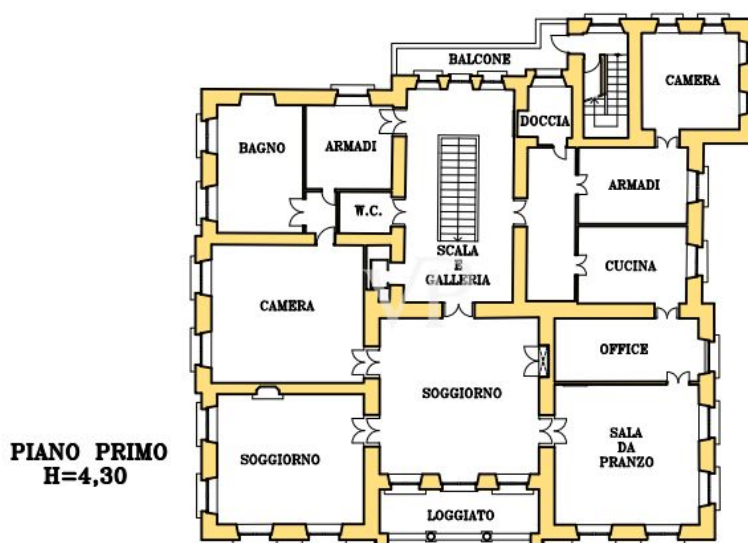 BALCONE
CAMERA
DOCCIA
BAGNO
ARMADI
ARMADI
W.C.
SCALA
E
GALLERIA
CUCINA
CAMERA
OFFICE
SOGGIORNO
PIANO PRIMO
H=4,30
SOGGIORNO
SALA
DA
PRANZO
LOGGIATO